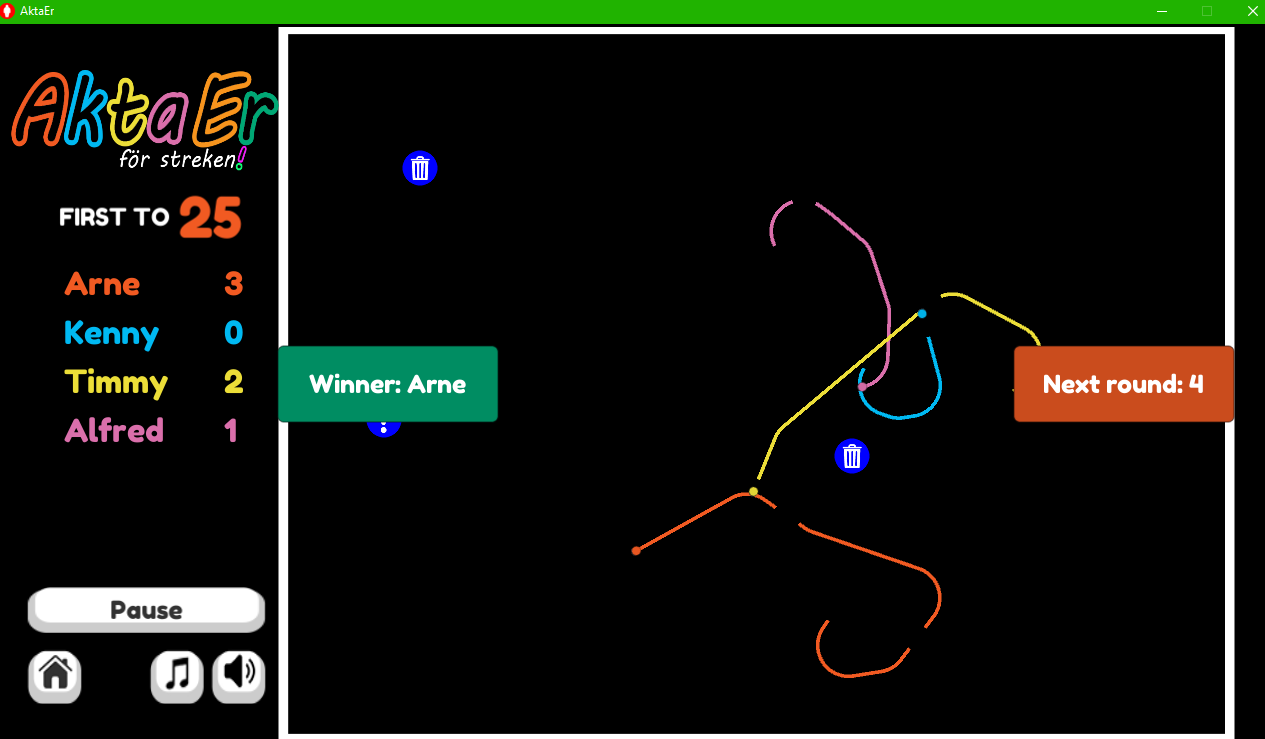 AktaEr
AktaEr
för streken!
FIRST TO 25
Arne 3
Kenny 0
Timmy 2
Alfred 1
Winner: Arne
Next round: 4
Pause